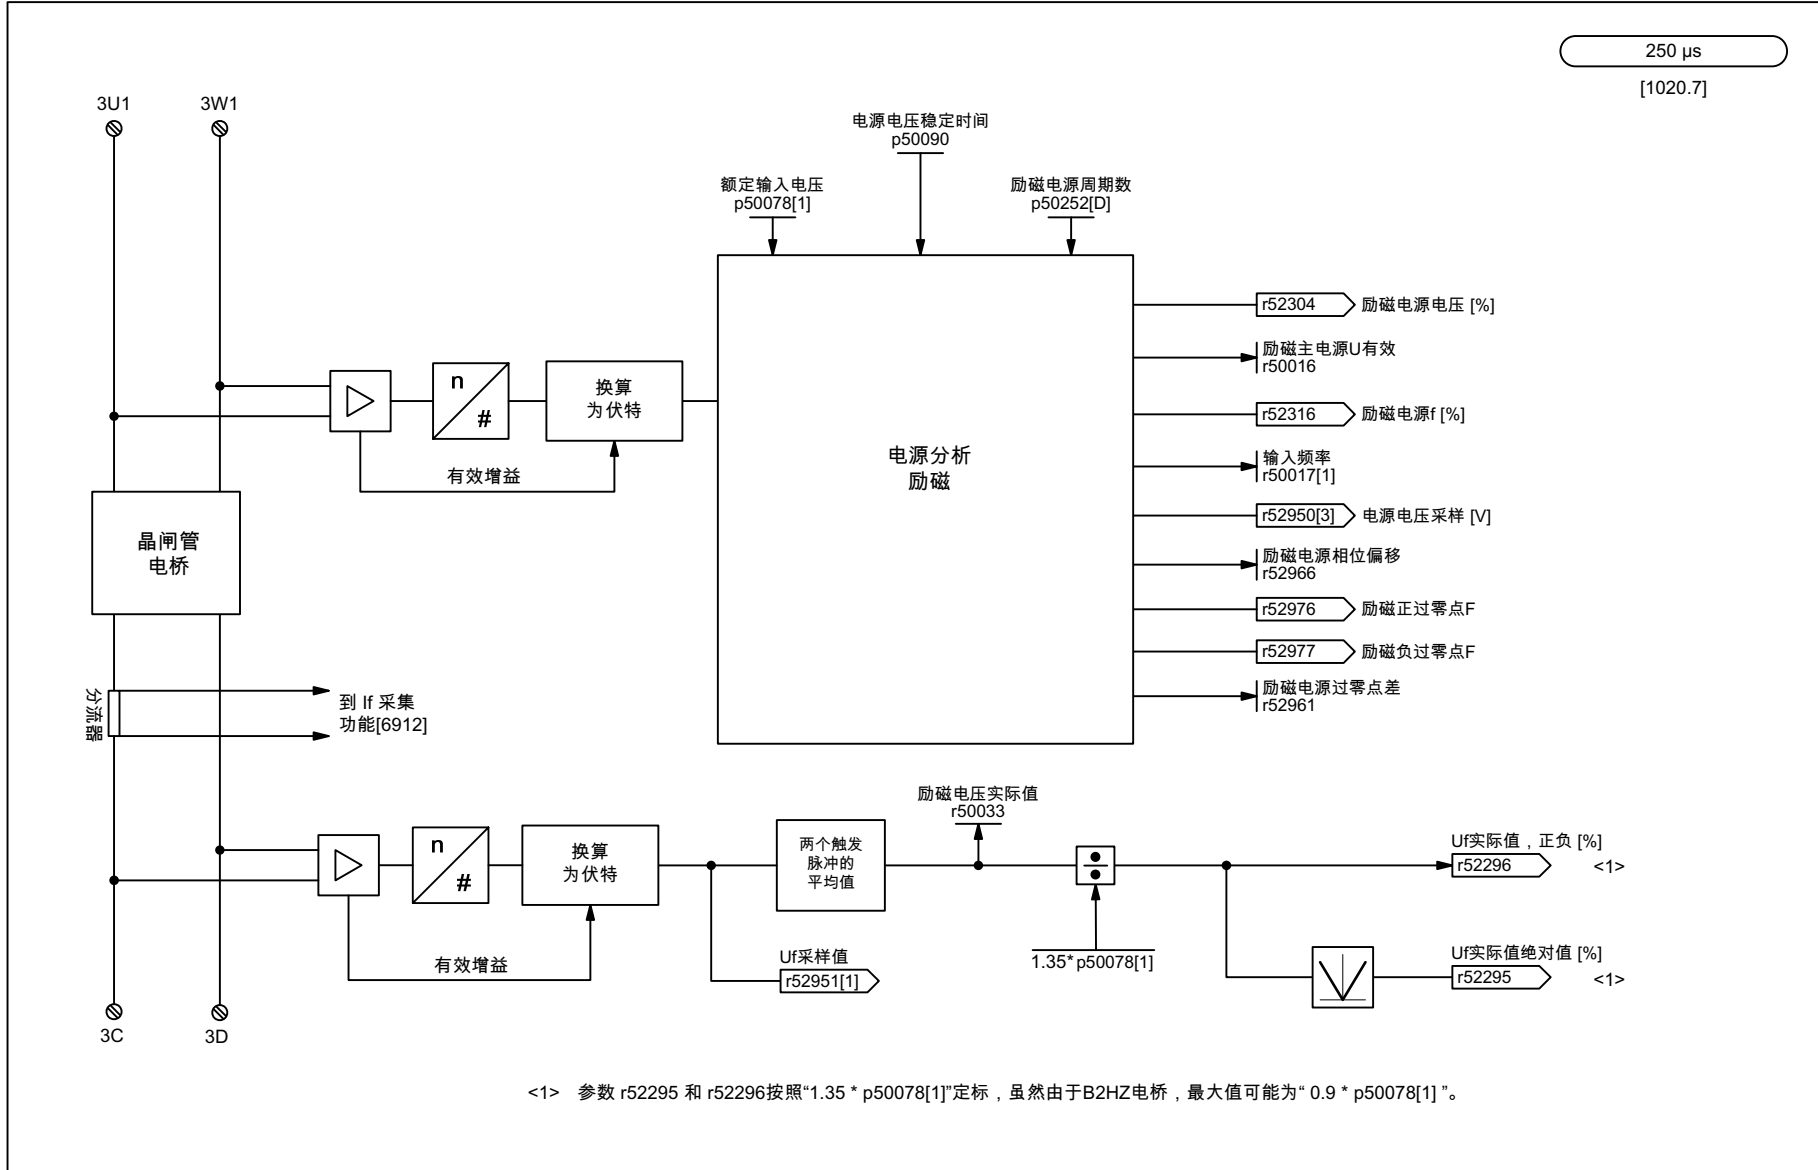 250 µs
[1020.7]
3U1
3W1
电源电压稳定时间
p50090
额定输入电压
p50078[1]
励磁电源周期数
p50252[D]
r52304
励磁电源电压 [%]
励磁主电源U有效
r50016
n
#
换算
为伏特
r52316
励磁电源f [%]
电源分析
励磁
输入频率
r50017[1]
有效增益
r52950[3]
电源电压采样 [V]
晶闸管
电桥
励磁电源相位偏移
r52966
r52976
励磁正过零点F
r52977
励磁负过零点F
励磁电源过零点差
r52961
分流器
到 If 采集
功能[6912]
励磁电压实际值
r50033
n
#
换算
为伏特
两个触发
脉冲的
平均值
Uf实际值，正负 [%]
r52296
<1>
有效增益
Uf采样值
r52951[1]
1.35*p50078[1]
Uf实际值绝对值 [%]
r52295
<1>
3C
3D
<1> 参数 r52295 和 r52296按照“1.35 * p50078[1]”定标，虽然由于B2HZ电桥，最大值可能为“ 0.9 * p50078[1] ”。